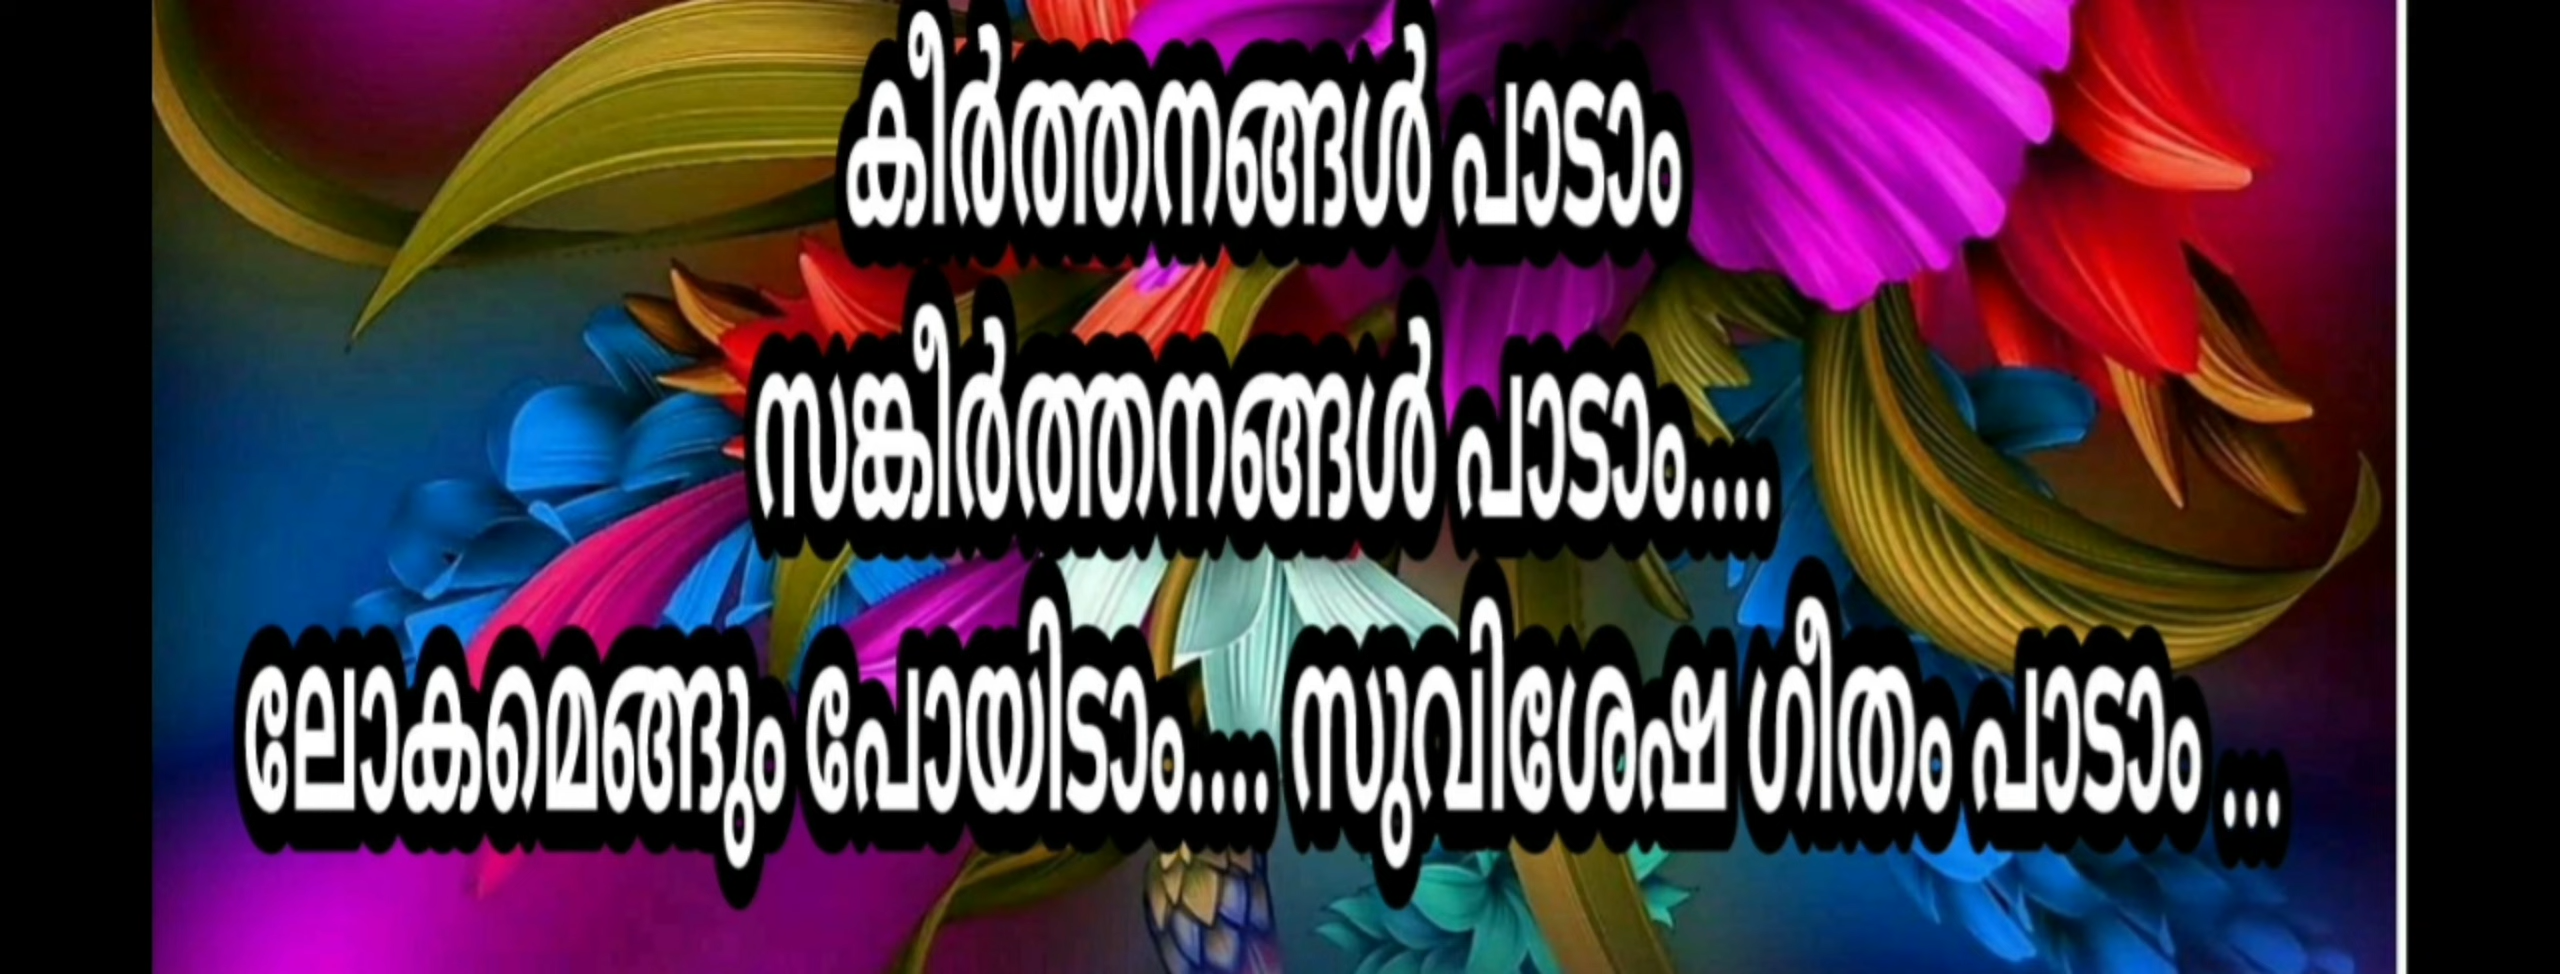 കീർത്തനങ്ങൾ പാടാം
സങ്കീർത്തനങ്ങൾ പാടാം....
ലോകമെങ്ങും പോയിടാം.... സുവിശേഷ ഗീതം പാടാം ...